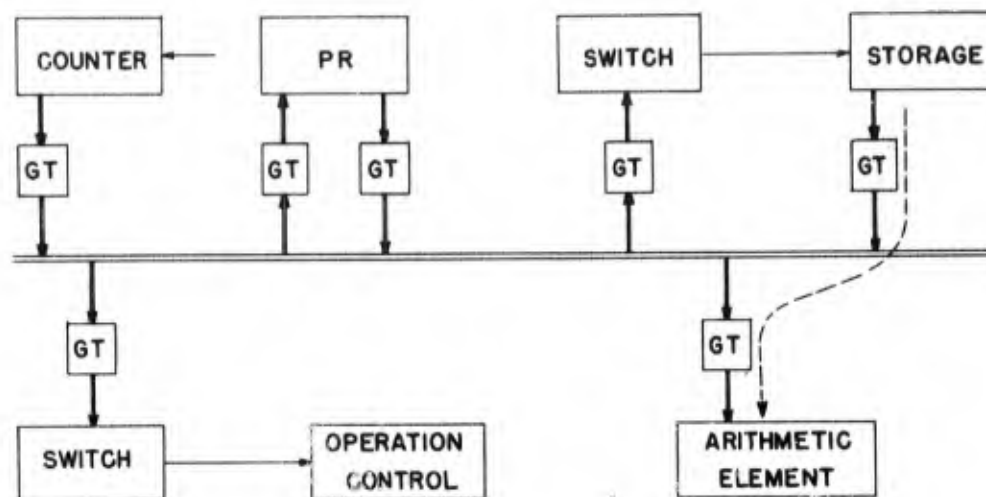 COUNTER
PR
SWITCH
STORAGE
GT
GT
GT
GT
GT
GT
GT
SWITCH
OPERATION
CONTROL
ARITHMETIC
ELEMENT